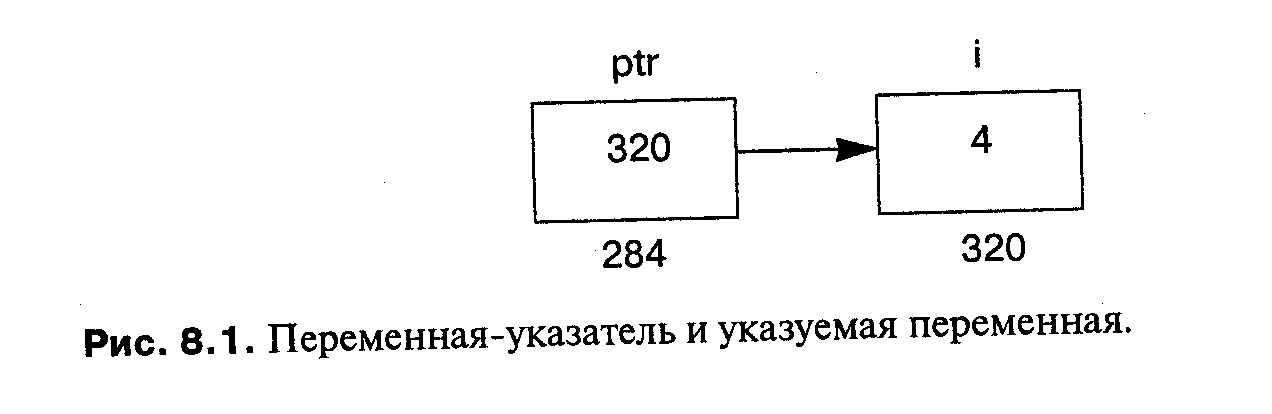 ptr i
320 4
284 320
Рис. 8.1. Переменная-указатель и указуемая переменная.